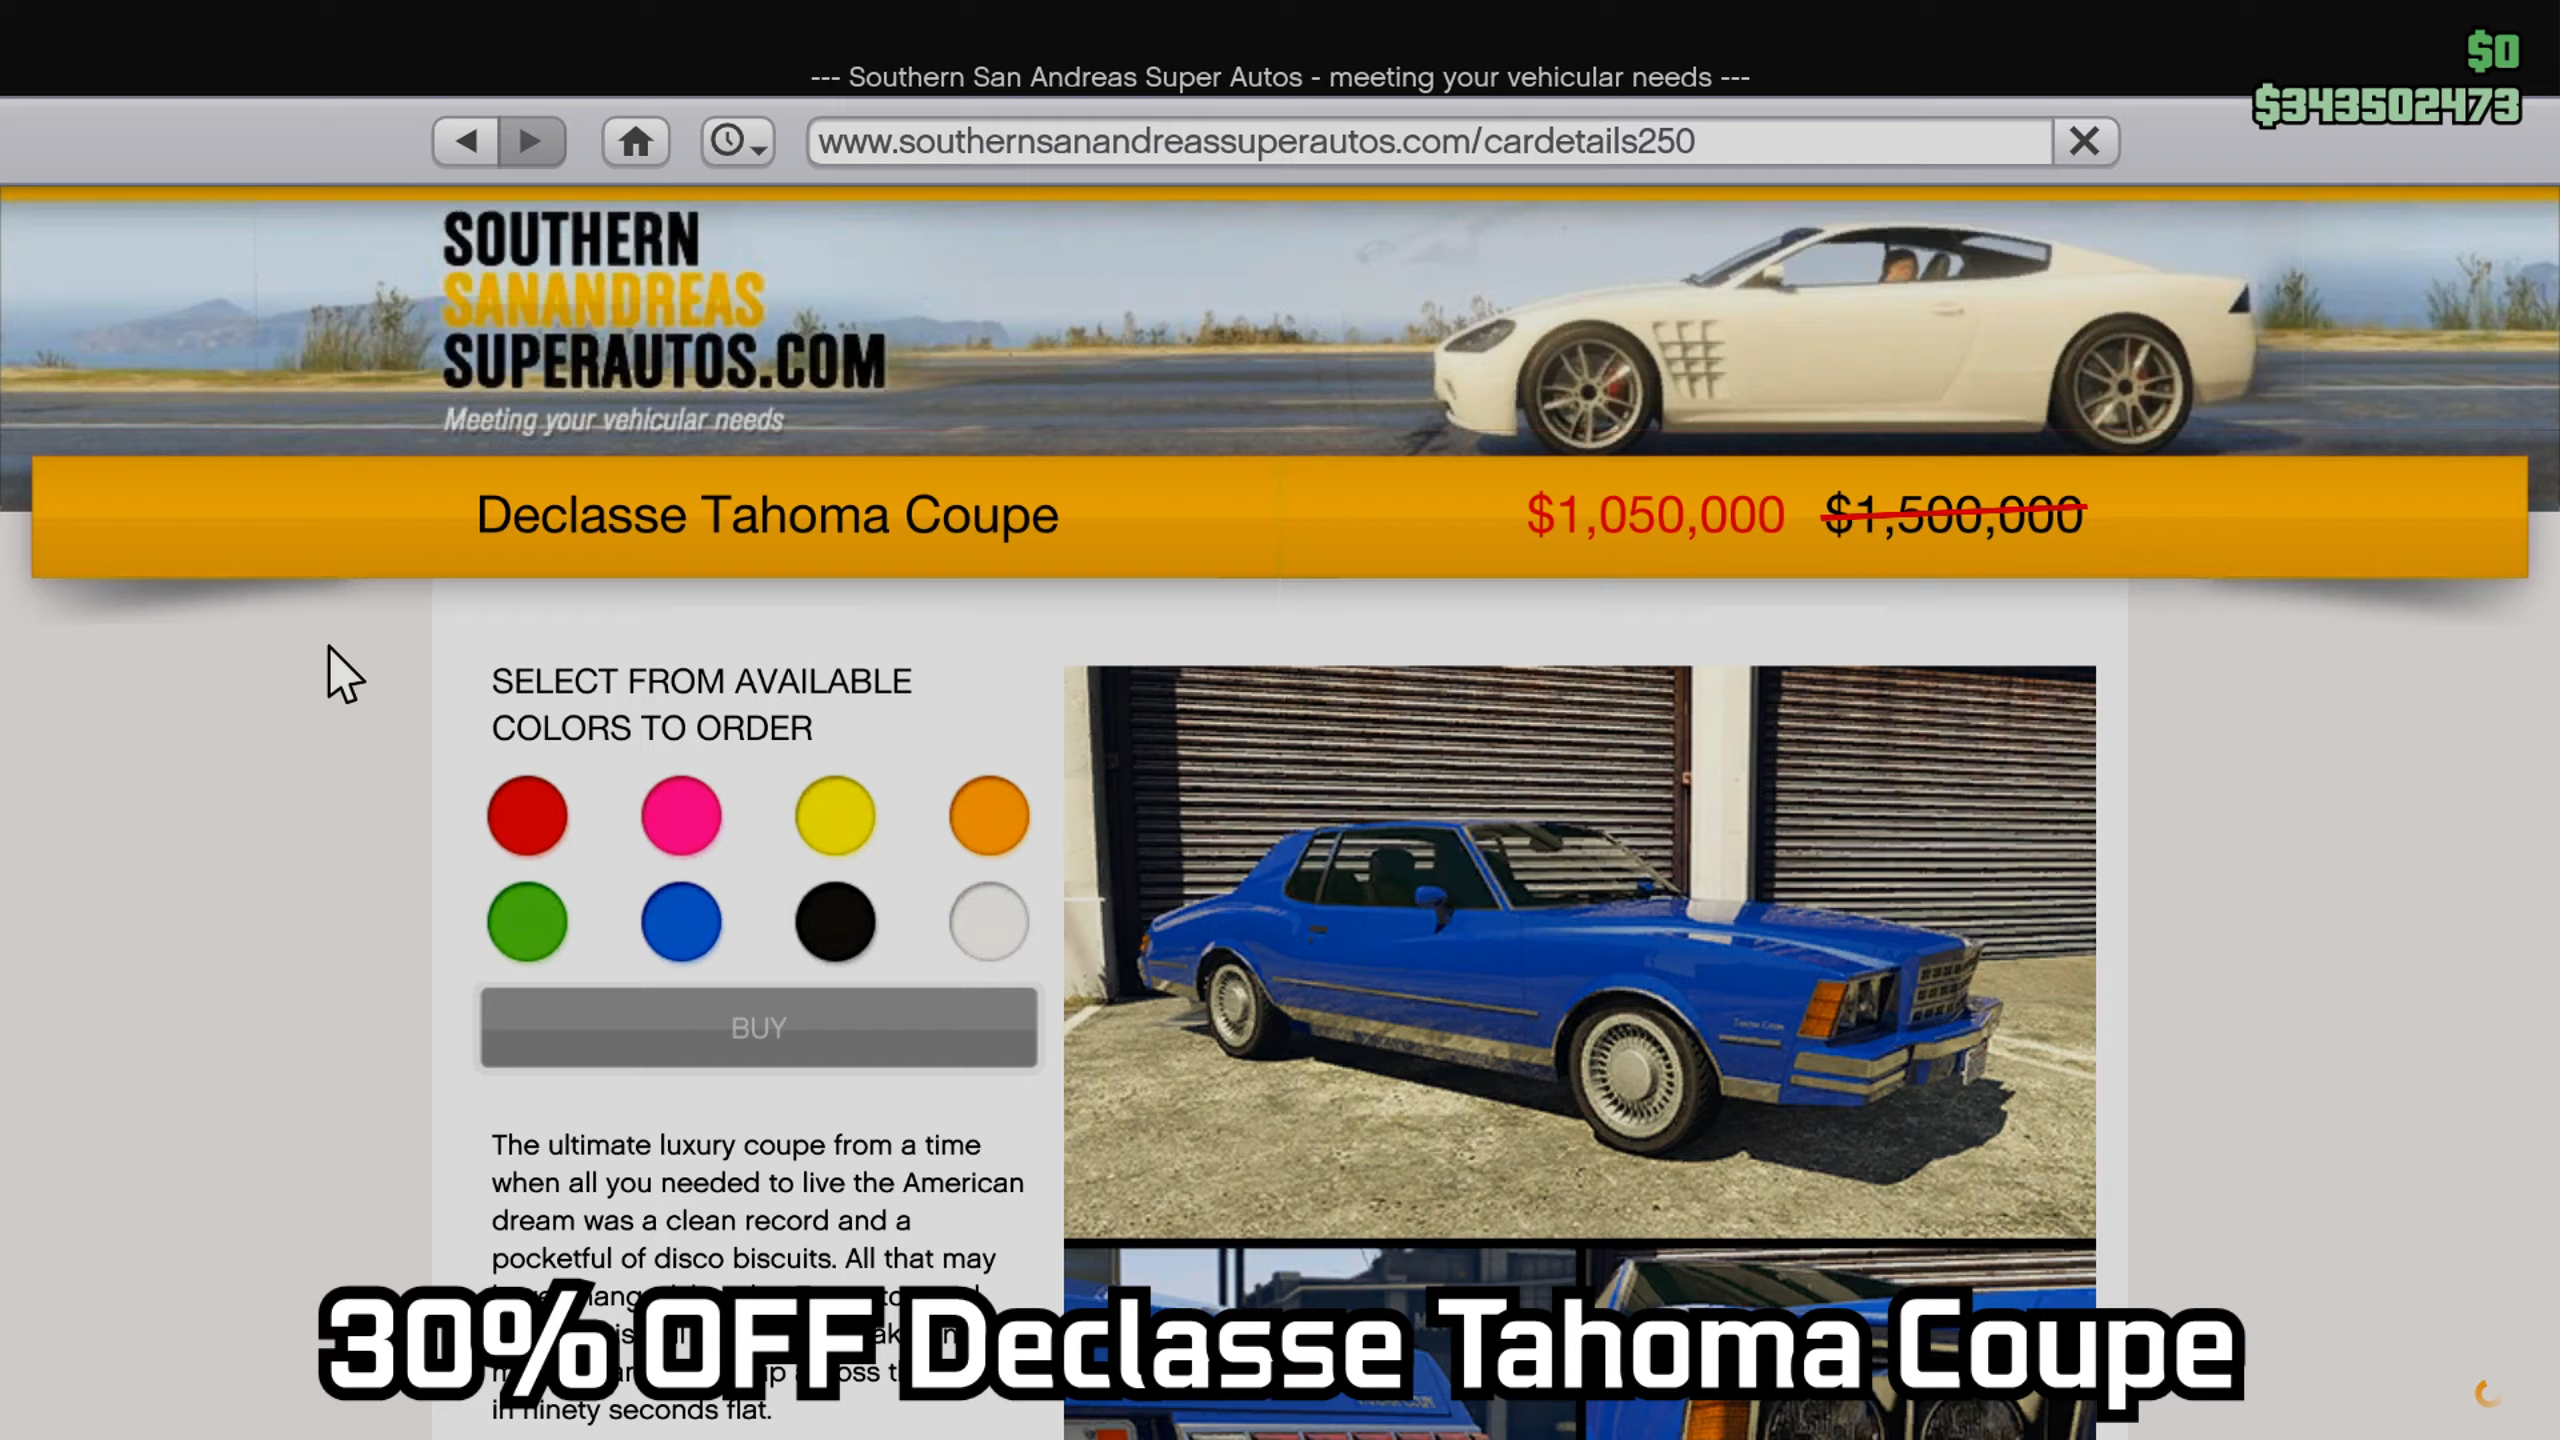 --- Southern San Andreas Super Autos - meeting your vehicular needs ---
$0
$343502473
www.southernsanandreassuperautos.com/cardetails250
SOUTHERN
SANANDREAS
SUPERAUTOS.COM
Meeting your vehicular needs
Declasse Tahoma Coupe
$1,050,000 $1,500,000
SELECT FROM AVAILABLE
COLORS TO ORDER
BUY
The ultimate luxury coupe from a time
when all you needed to live the American
dream was a clean record and a
pocketful of disco biscuits. All that may
30% OFF Declasse Tahoma Coupe
in ninety seconds flat.